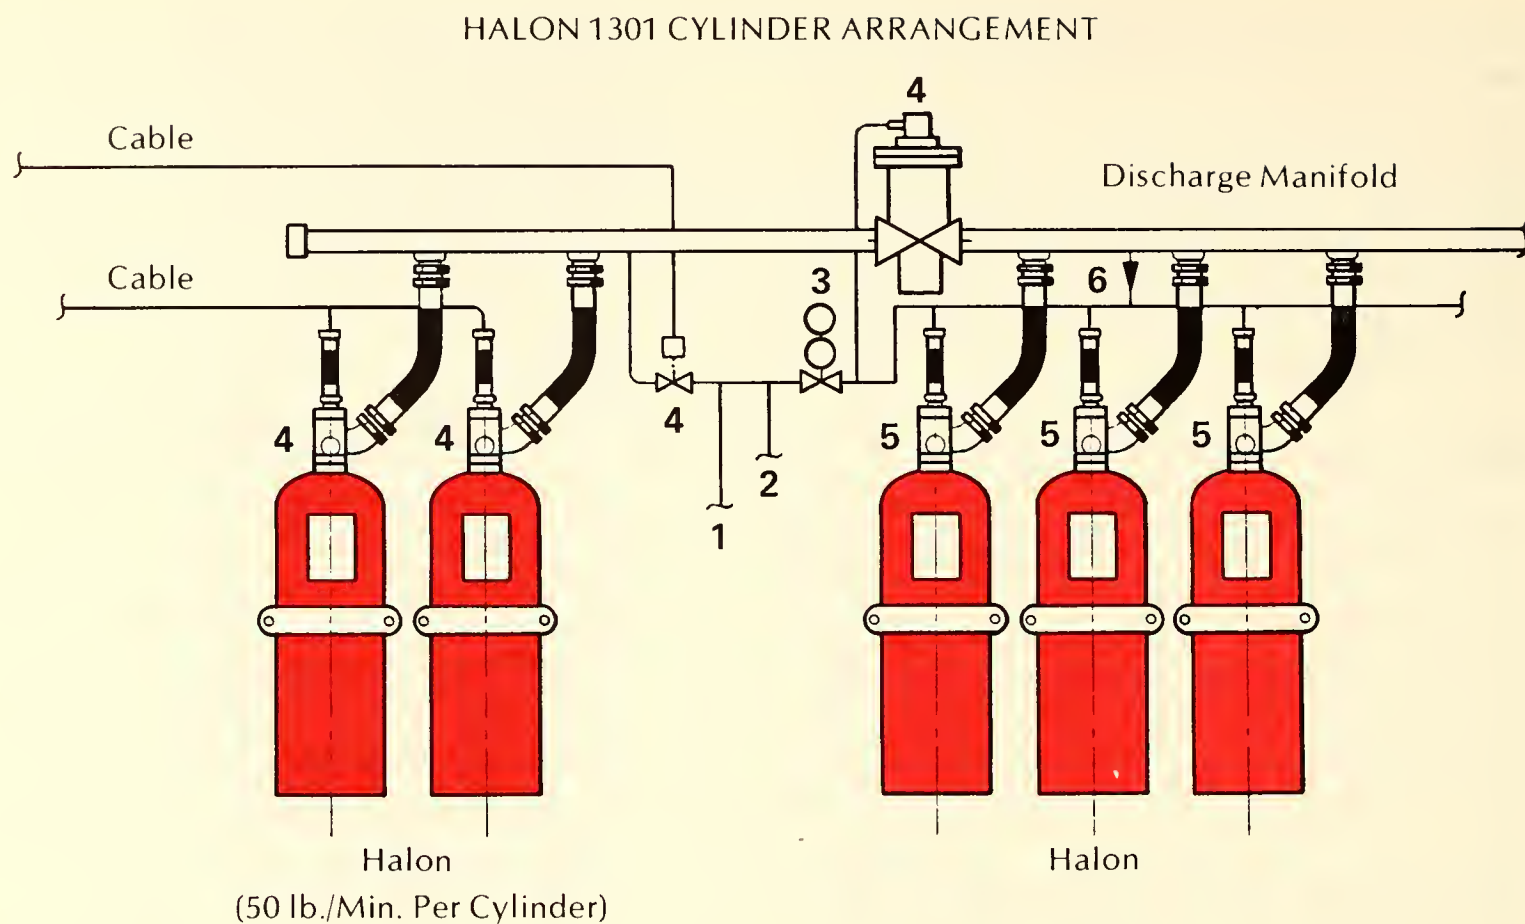 HALON 1301 CYLINDER ARRANGEMENT
4
Cable
Discharge Manifold
Cable
3
6
4
4
4
5
5
5
2
1
Halon
(50 lb./Min. Per Cylinder)
Halon